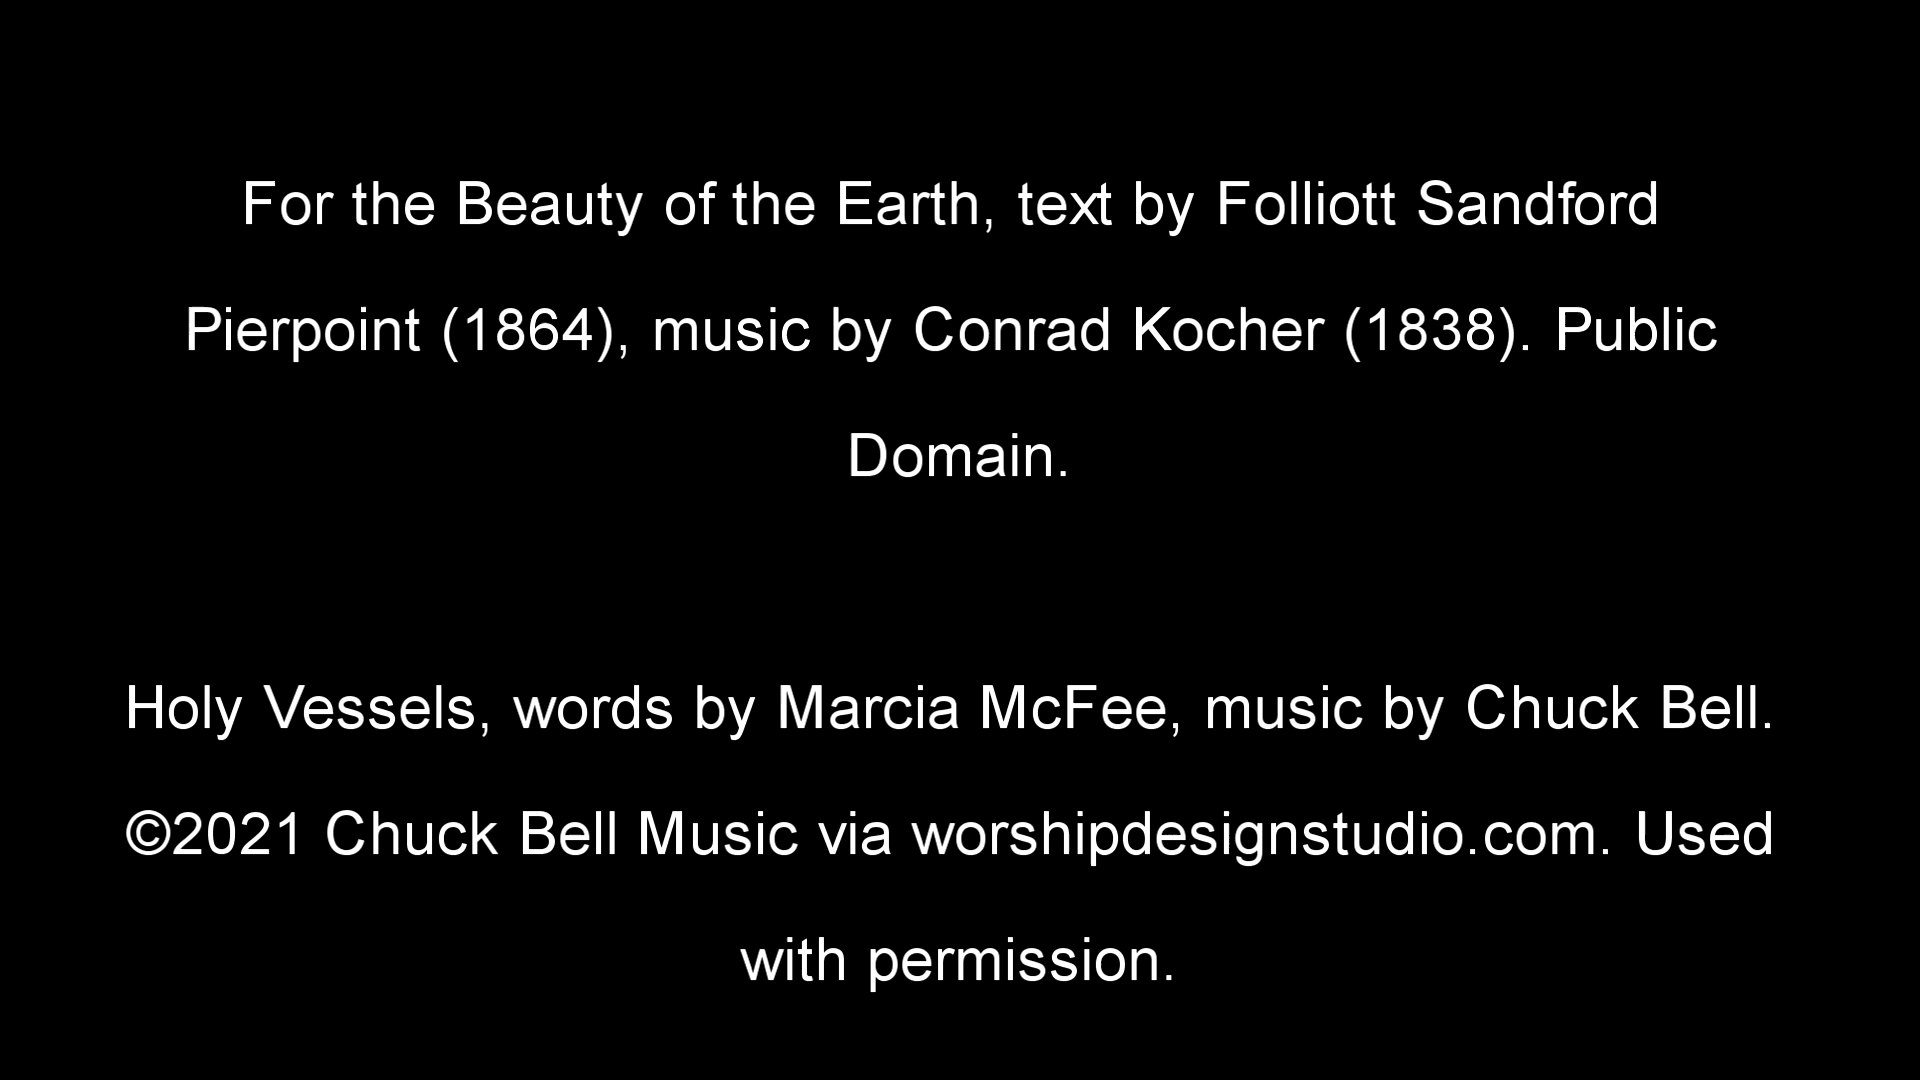 For the Beauty of the Earth, text by Folliott Sandford
Pierpoint (1864), music by Conrad Kocher (1838). Public
Domain.
Holy Vessels, words by Marcia McFee, music by Chuck Bell.
©2021 Chuck Bell Music via worshipdesignstudio.com. Used
with permission.